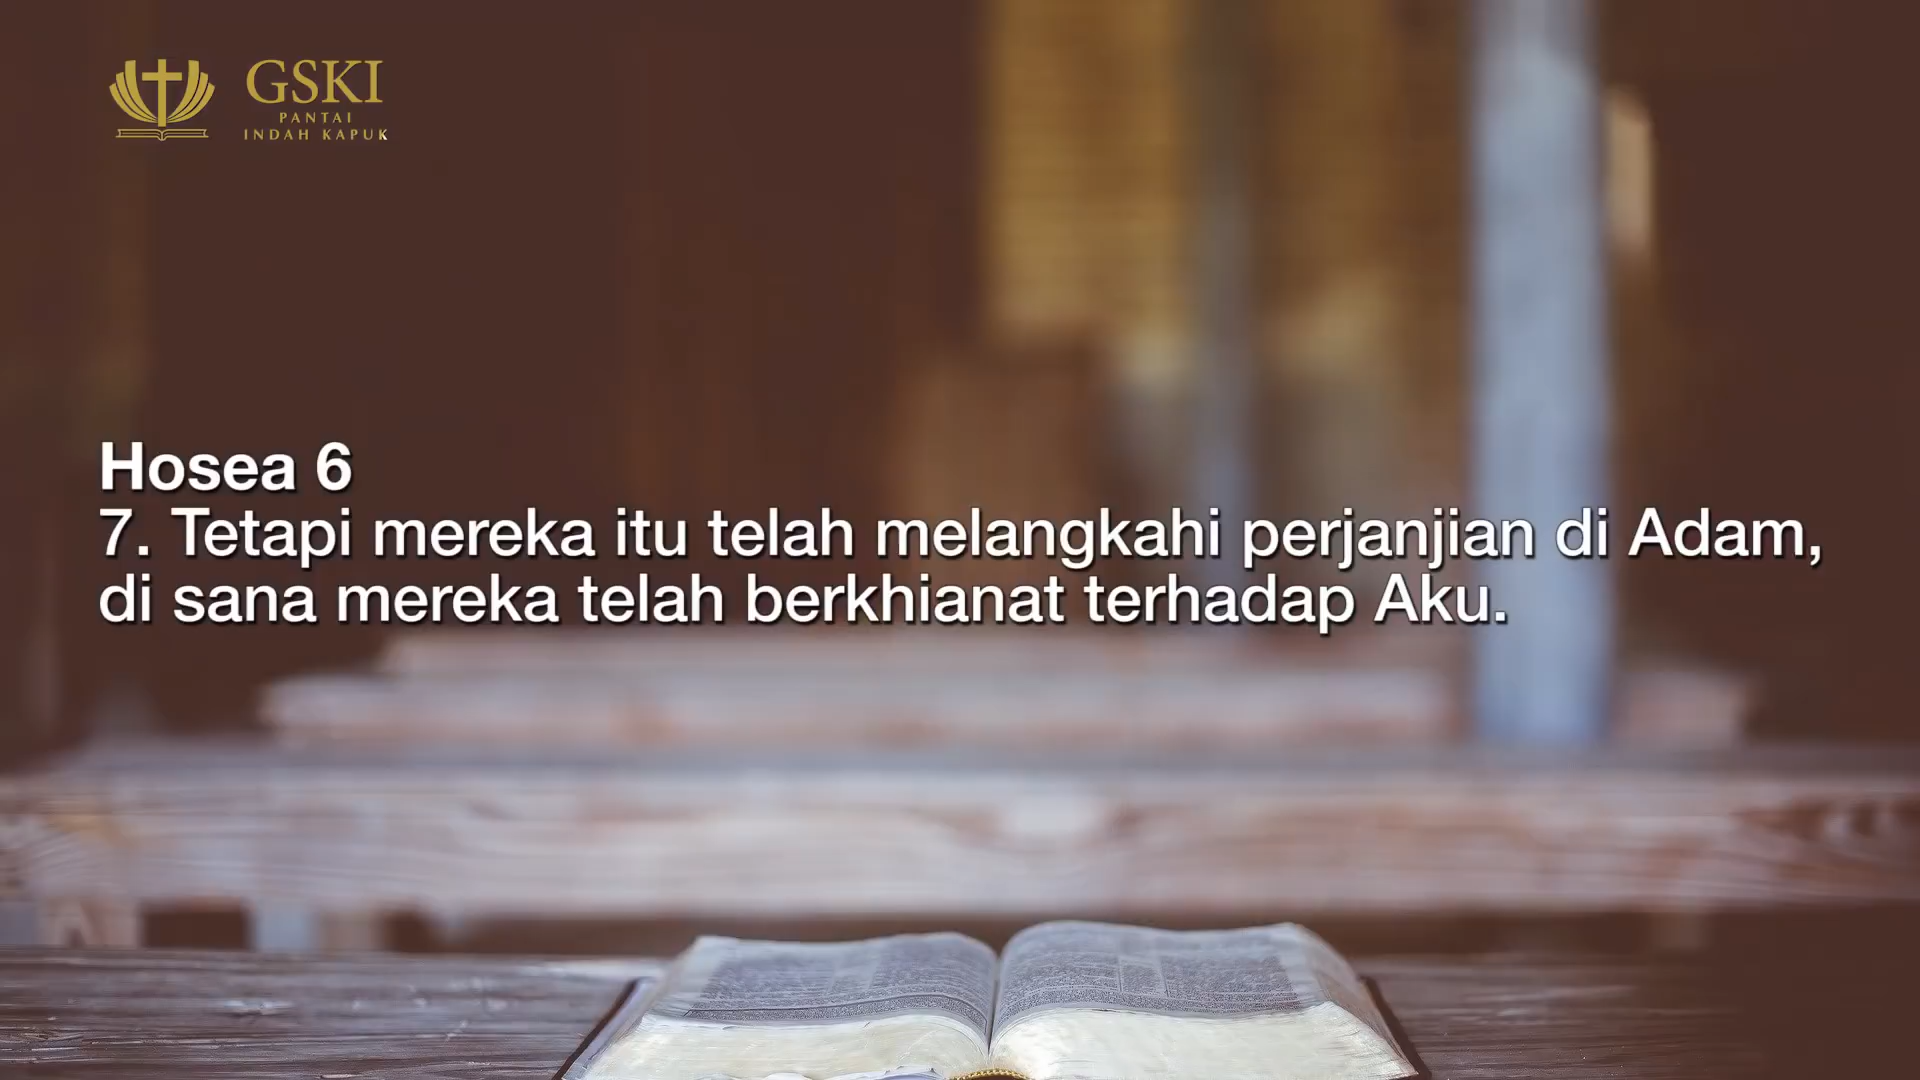 GSKI
PANTAI
INDAH KAPUK
Hosea 6
7. Tetapi mereka itu telah melangkahi perjanjian di Adam,
di sana mereka telah berkhianat terhadap Aku.